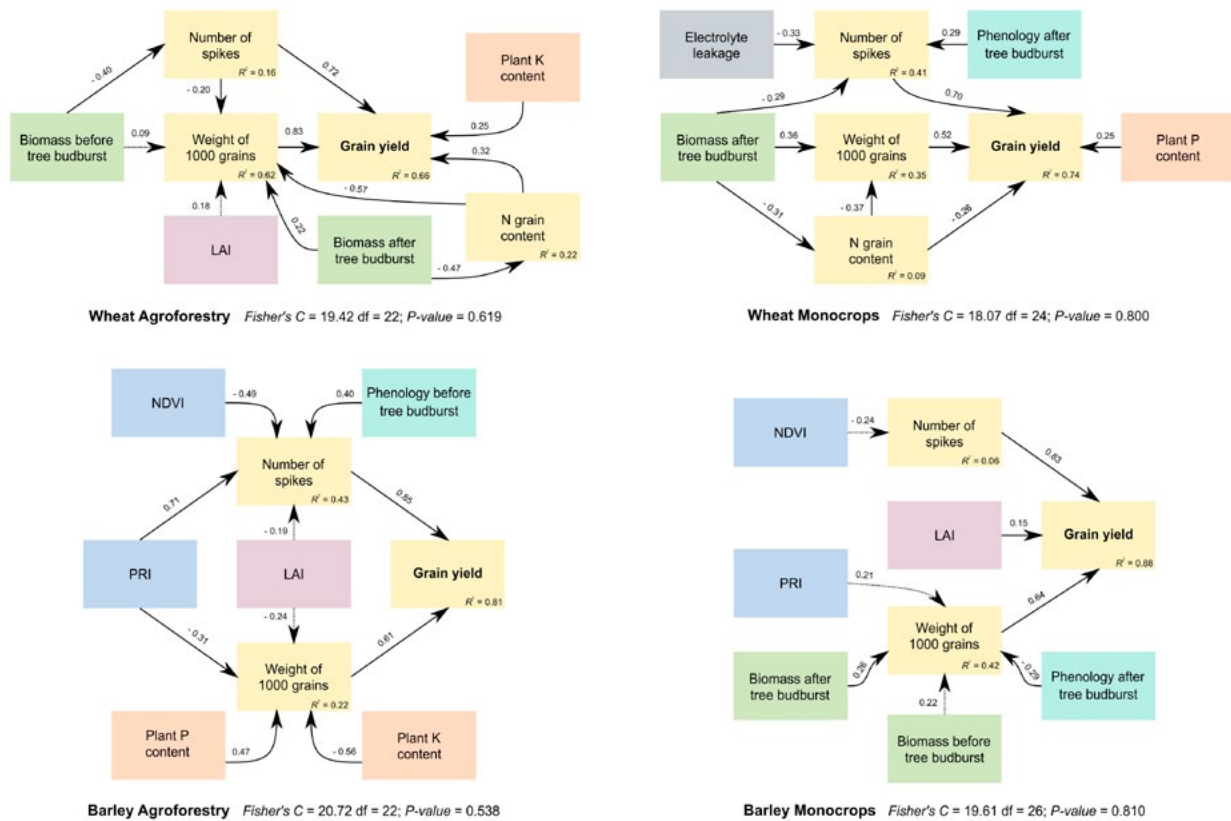 Number of
spikes
R² = 0.16
- 0.40
- 0.20
0.72
Plant K
content
Biomass before
tree budburst
0.09
Weight of
1000 grains
R² = 0.62
0.83
Grain yield
R² = 0.66
0.25
0.32
- 0.57
0.18
0.22
LAI
Biomass after
tree budburst
- 0.47
N grain
content
R² = 0.22
Wheat Agroforestry Fisher's C = 19.42 df = 22; P-value = 0.619
Electrolyte
leakage
- 0.33
Number of
spikes
R² = 0.41
0.29
Phenology after
tree budburst
- 0.29
0.70
Biomass after
tree budburst
0.36
Weight of
1000 grains
R² = 0.35
0.52
Grain yield
R² = 0.74
0.25
Plant P
content
- 0.31
- 0.37
- 0.26
N grain
content
R² = 0.09
Wheat Monocrops Fisher's C = 18.07 df = 24; P-value = 0.800
NDVI
- 0.49
0.40
Phenology before
tree budburst
Number of
spikes
R² = 0.43
0.71
0.85
- 0.19
PRI
LAI
Grain yield
R² = 0.81
- 0.31
- 0.24
0.61
Weight of
1000 grains
R² = 0.22
Plant P
content
0.47
- 0.56
Plant K
content
Barley Agroforestry Fisher's C = 20.72 df = 22; P-value = 0.538
NDVI
- 0.24
Number of
spikes
R² = 0.06
LAI
0.15
Grain yield
R² = 0.88
PRI
0.21
0.64
Weight of
1000 grains
R² = 0.42
Biomass after
tree budburst
0.26
- 0.29
Phenology after
tree budburst
0.22
Biomass before
tree budburst
Barley Monocrops Fisher's C = 19.61 df = 26; P-value = 0.810